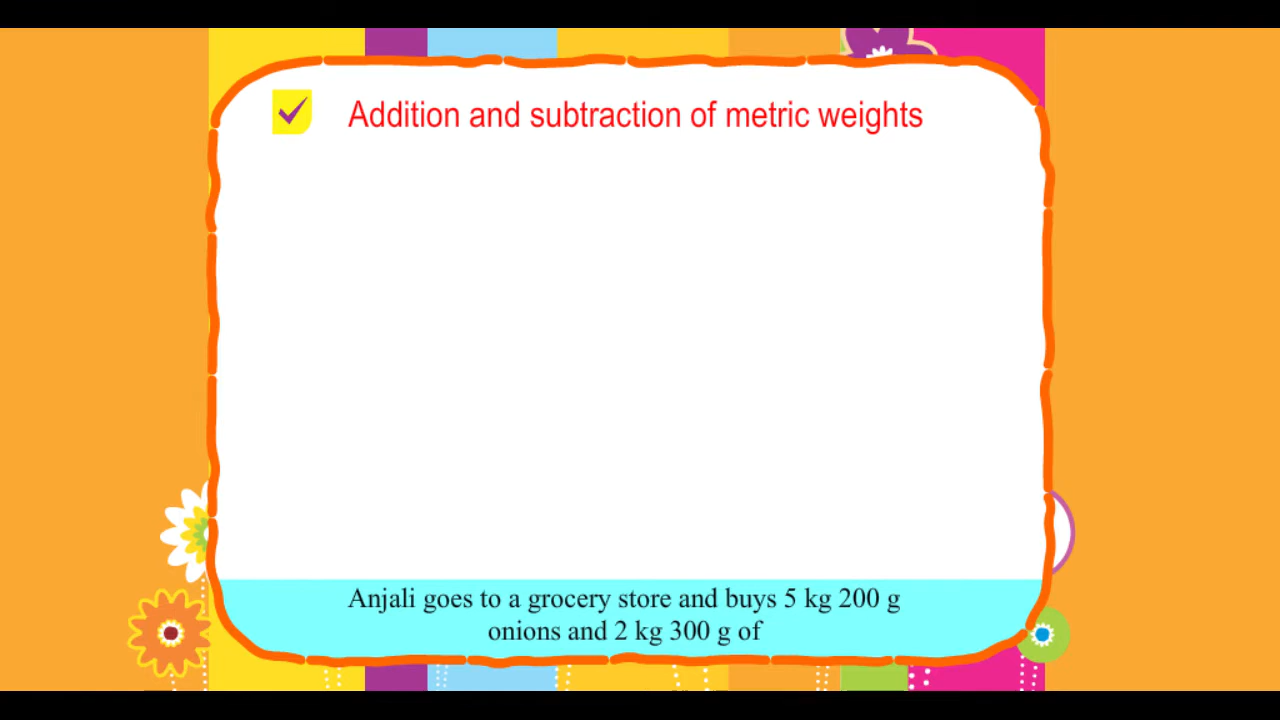 Addition and subtraction of metric weights
Anjali goes to a grocery store and buys 5 kg 200 g
onions and 2 kg 300 g of